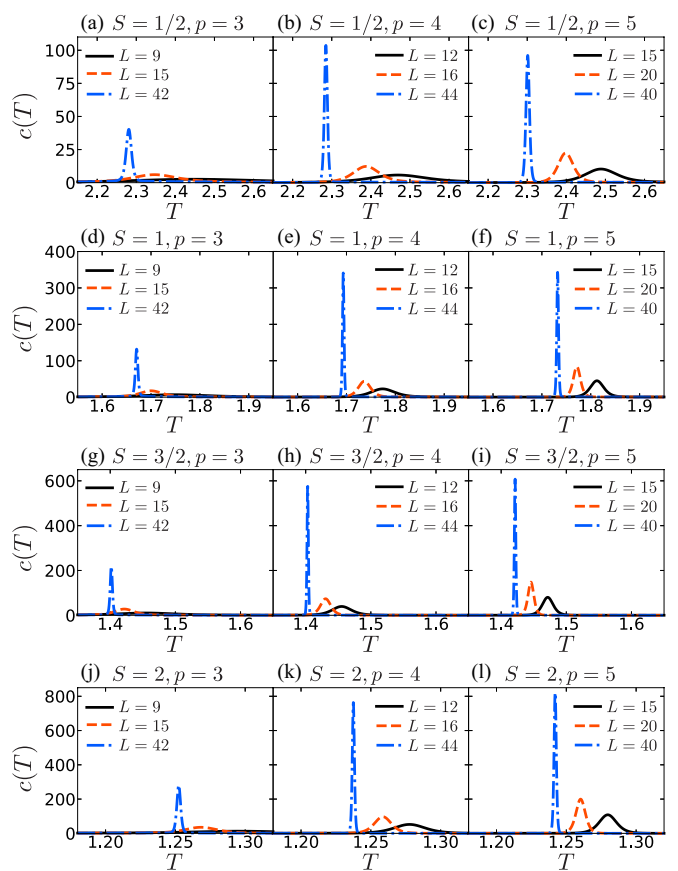 (a) S = 1/2, p = 3 (b) S = 1/2, p = 4 (c) S = 1/2, p = 5
c(T)
100
75
50
25
0
L = 9
L = 15
L = 42
L = 12
L = 16
L = 44
L = 15
L = 20
L = 40
2.2 2.3 2.4 2.5 2.6 2.2 2.3 2.4 2.5 2.6 2.2 2.3 2.4 2.5 2.6
T T T
(d) S = 1, p = 3 (e) S = 1, p = 4 (f) S = 1, p = 5
c(T)
400
300
200
100
0
L = 9
L = 15
L = 42
L = 12
L = 16
L = 44
L = 15
L = 20
L = 40
1.6 1.7 1.8 1.9 1.6 1.7 1.8 1.9 1.6 1.7 1.8 1.9
T T T
(g) S = 3/2, p = 3 (h) S = 3/2, p = 4 (i) S = 3/2, p = 5
c(T)
600
400
200
0
L = 9
L = 15
L = 42
L = 12
L = 16
L = 44
L = 15
L = 20
L = 40
1.4 1.5 1.6 1.4 1.5 1.6 1.4 1.5 1.6
T T T
(j) S = 2, p = 3 (k) S = 2, p = 4 (l) S = 2, p = 5
c(T)
800
600
400
200
0
L = 9
L = 15
L = 42
L = 12
L = 16
L = 44
L = 15
L = 20
L = 40
1.20 1.25 1.30 1.20 1.25 1.30 1.20 1.25 1.30
T T T